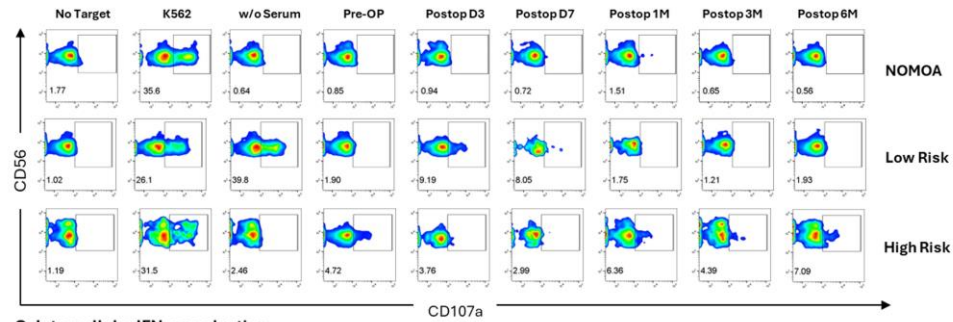 No Target K562 w/o Serum Pre-OP Postop D3 Postop D7 Postop 1M Postop 3M Postop 6M
1.77 35.6 0.64 0.85 0.94 0.72 1.51 0.65 0.56
NOMOA
1.02 26.1 39.8 1.90 9.19 8.05 1.75 1.21 1.93
Low Risk
1.19 31.5 2.46 4.72 3.76 2.99 6.36 4.39 7.09
High Risk
CD56
CD107a